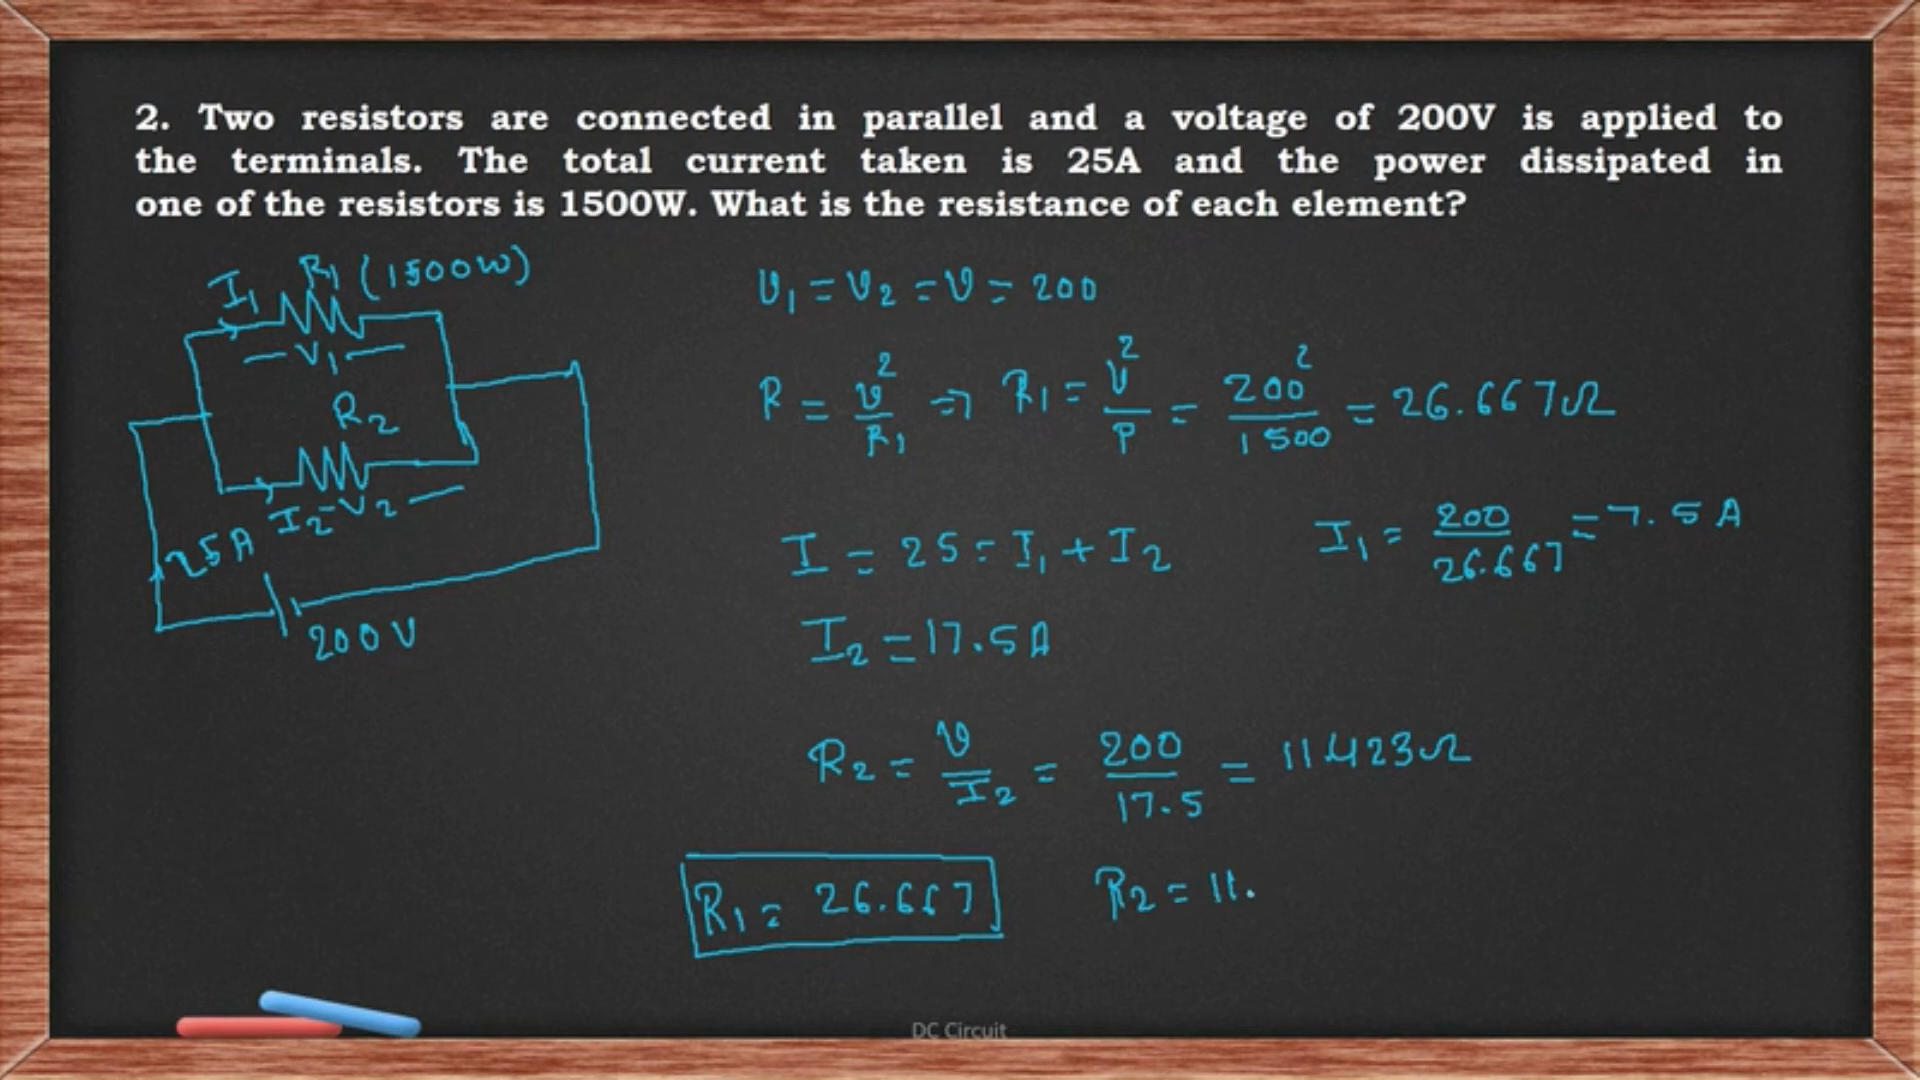 2. Two resistors are connected in parallel and a voltage of 200V is applied to
the terminals. The total current taken is 25A and the power dissipated in
one of the resistors is 1500W. What is the resistance of each element?
I₁ R₁ (1500W)
— V₁ —
R₂
I₂ – V₂ —
25A
200V
V₁ = V₂ = V = 200
R = V²/R₁ ⇒ R₁ = V²/P = 200²/1500 = 26.667Ω
I = 25 = I₁ + I₂
I₁ = 200/26.667 = 7.5A
I₂ = 17.5A
R₂ = V/I₂ = 200/17.5 = 11.423Ω
R₁ = 26.667
R₂ = 11.
DC Circuit